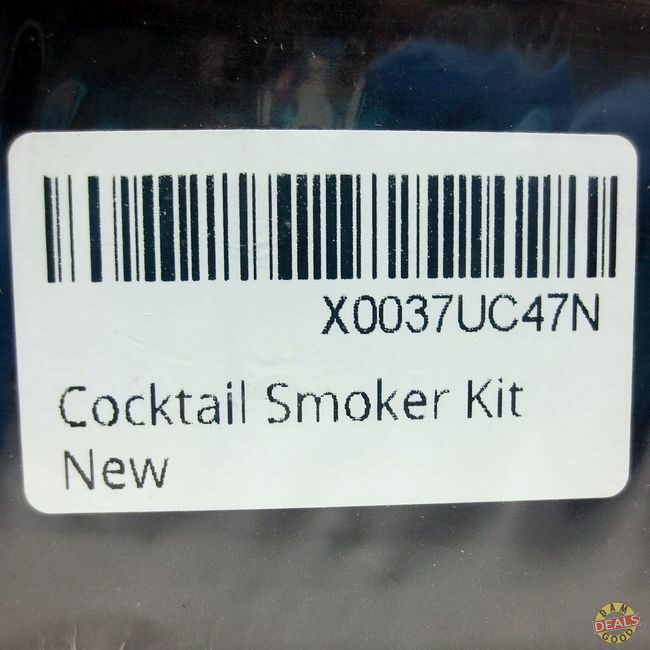 X0037UC47N
Cocktail Smoker Kit
New
DAM
DEALS
GOOD